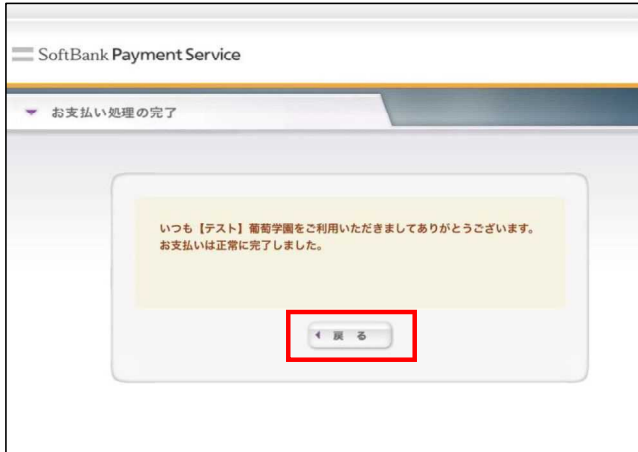 SoftBank Payment Service
お支払い処理の完了
いつも【テスト】葡萄学園をご利用いただきましてありがとうございます。
お支払いは正常に完了しました。
戻 る